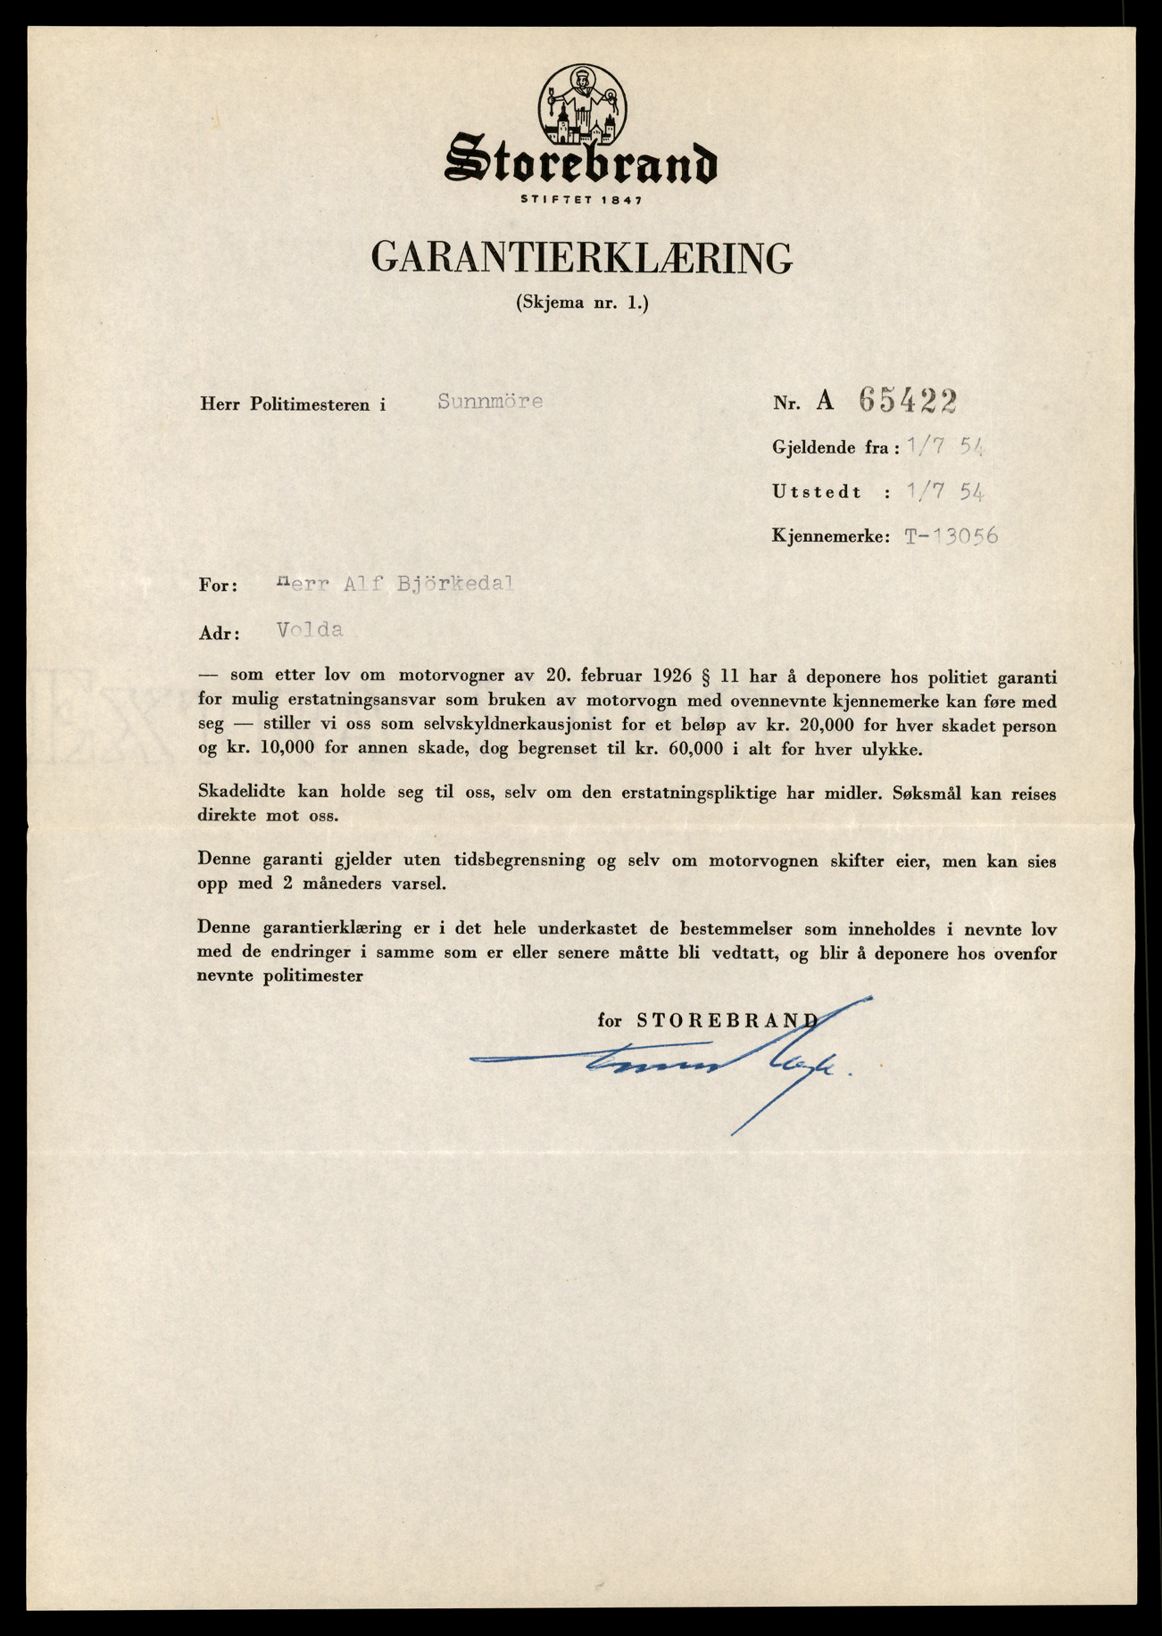 Storebrand
STIFTET 1847
GARANTIERKLÆRING
(Skjema nr. 1.)
Herr Politimesteren i Sunnmöre
Nr. A 65422
Gjeldende fra: 1/7 54
Utstedt : 1/7 54
Kjennemerke: T-13056
For: Herr Alf Björkedal
Adr: Volda
— som etter lov om motorvogner av 20. februar 1926 § 11 har å deponere hos politiet garanti
for mulig erstatningsansvar som bruken av motorvogn med ovennevnte kjennemerke kan føre med
seg — stiller vi oss som selvskyldnerkausjonist for et beløp av kr. 20,000 for hver skadet person
og kr. 10,000 for annen skade, dog begrenset til kr. 60,000 i alt for hver ulykke.
Skadelidte kan holde seg til oss, selv om den erstatningspliktige har midler. Søksmål kan reises
direkte mot oss.
Denne garanti gjelder uten tidsbegrensning og selv om motorvognen skifter eier, men kan sies
opp med 2 måneders varsel.
Denne garantierklæring er i det hele underkastet de bestemmelser som inneholdes i nevnte lov
med de endringer i samme som er eller senere måtte bli vedtatt, og blir å deponere hos ovenfor
nevnte politimester
for STOREBRAND